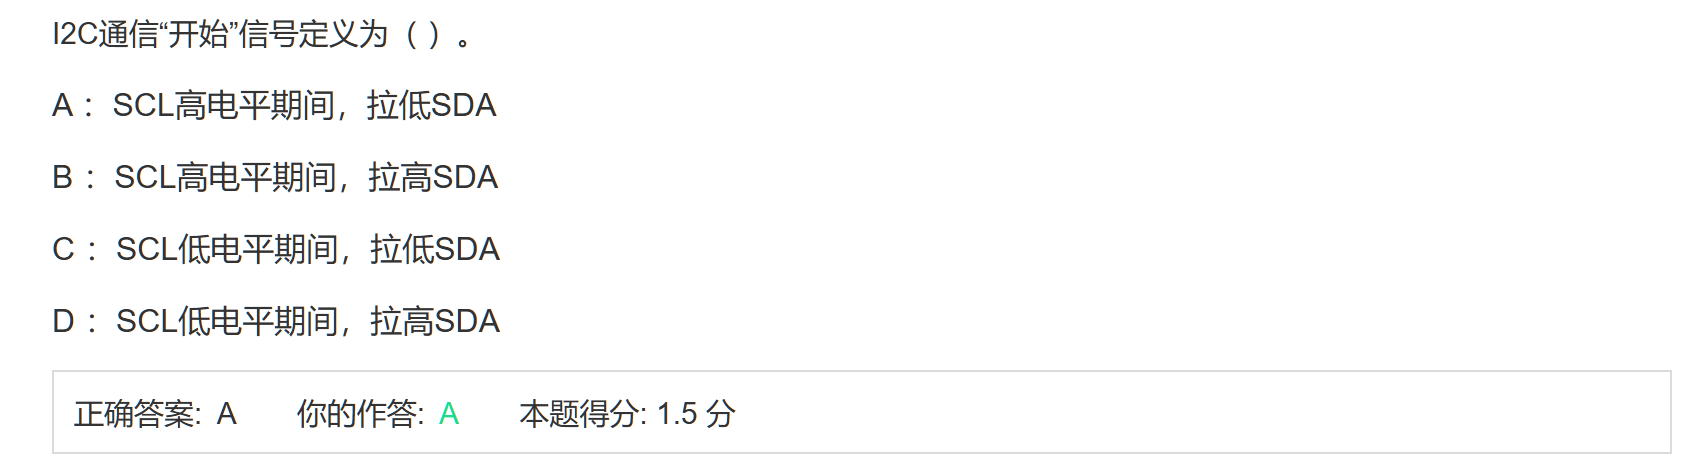 I2C通信“开始”信号定义为（ ）。
A ： SCL高电平期间，拉低SDA
B ： SCL高电平期间，拉高SDA
C ： SCL低电平期间，拉低SDA
D ： SCL低电平期间，拉高SDA
正确答案: A 你的作答: A 本题得分: 1.5 分